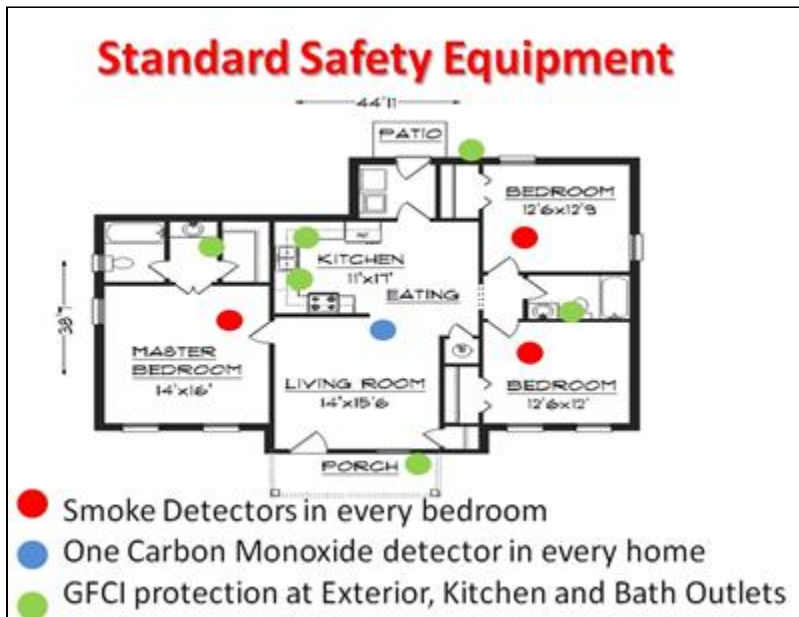 Standard Safety Equipment
44'11
PATIO
BEDROOM
12'6x12'9
KITCHEN
11'x17'
EATING
38'7
MASTER
BEDROOM
14'x16'
LIVING ROOM
14'x15'6
BEDROOM
12'6x12'
PORCH
Smoke Detectors in every bedroom
One Carbon Monoxide detector in every home
GFCI protection at Exterior, Kitchen and Bath Outlets